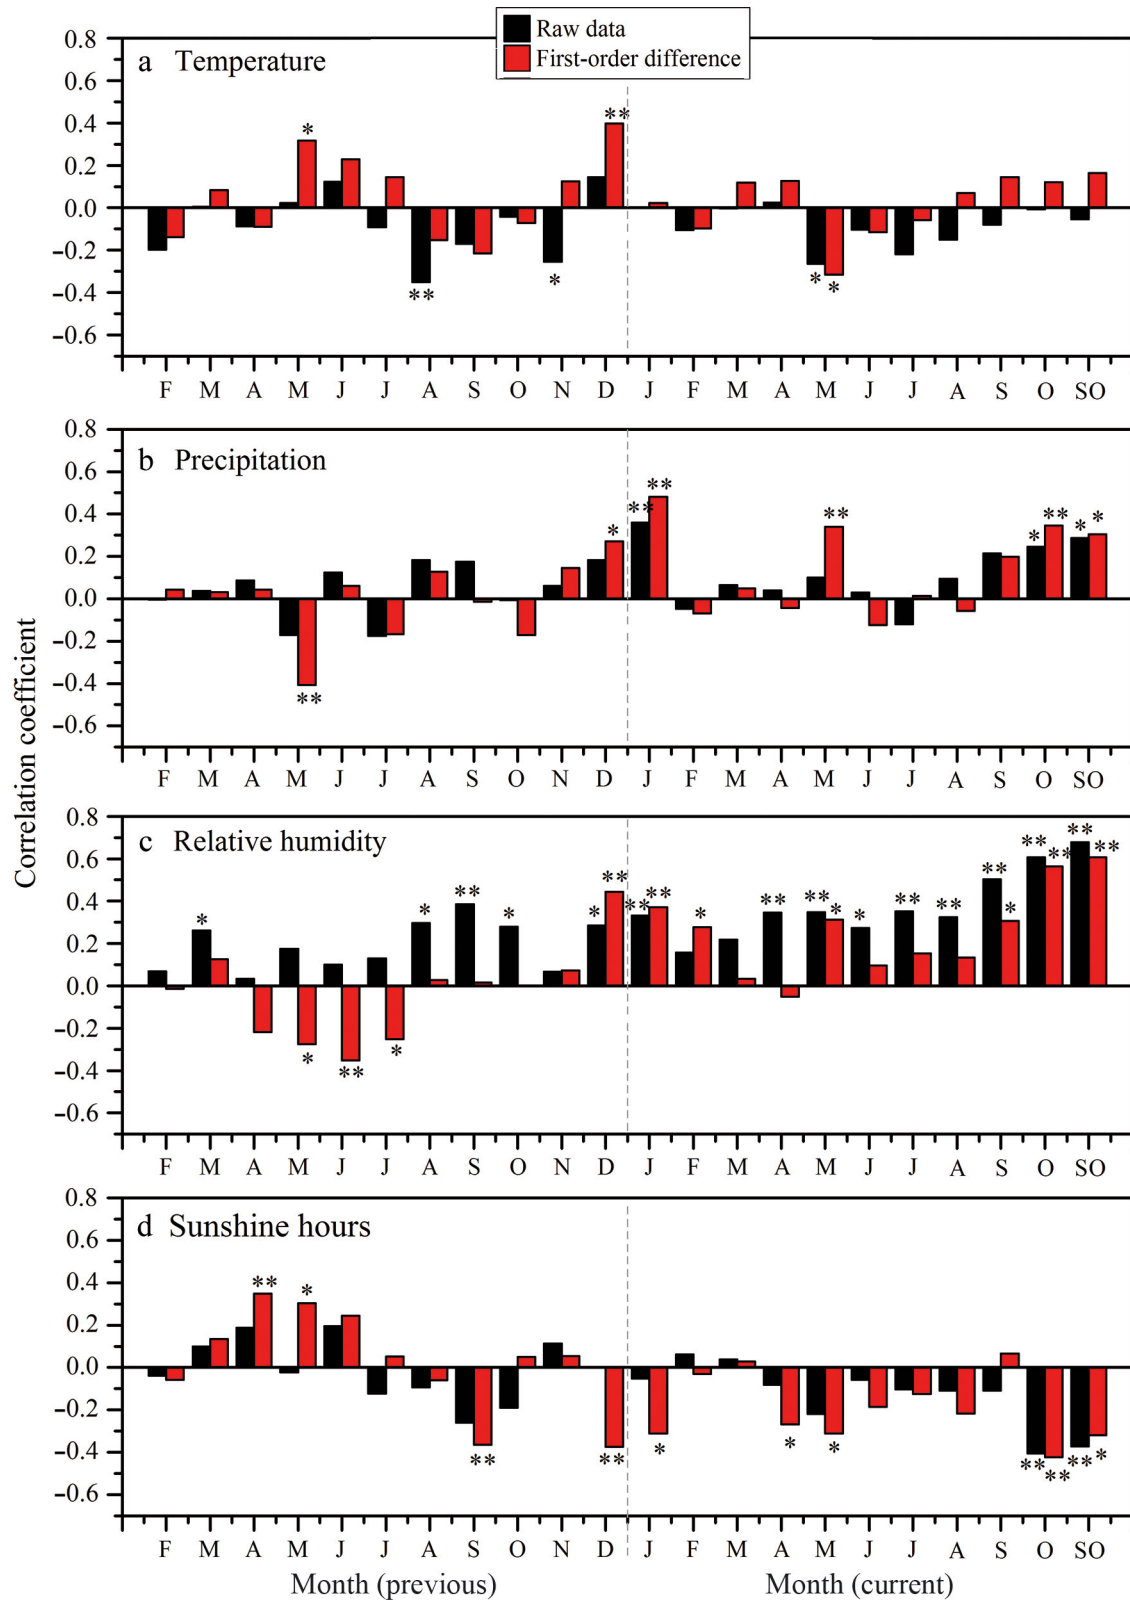 Raw data
First-order difference
a Temperature
0.8
0.6
0.4
0.2
0.0
-0.2
-0.4
-0.6
* ** ** * * *
F M A M J J A S O N D J F M A M J J A S O SO
b Precipitation
0.8
0.6
0.4
0.2
0.0
-0.2
-0.4
-0.6
** * ** ** ** * ** * *
F M A M J J A S O N D J F M A M J J A S O SO
Correlation coefficient
c Relative humidity
0.8
0.6
0.4
0.2
0.0
-0.2
-0.4
-0.6
* * ** * * ** * * ** ** ** * ** ** * * ** ** ** * ** ** ** **
F M A M J J A S O N D J F M A M J J A S O SO
d Sunshine hours
0.8
0.6
0.4
0.2
0.0
-0.2
-0.4
-0.6
** * ** ** * * * ** ** ** *
F M A M J J A S O N D J F M A M J J A S O SO
Month (previous) Month (current)